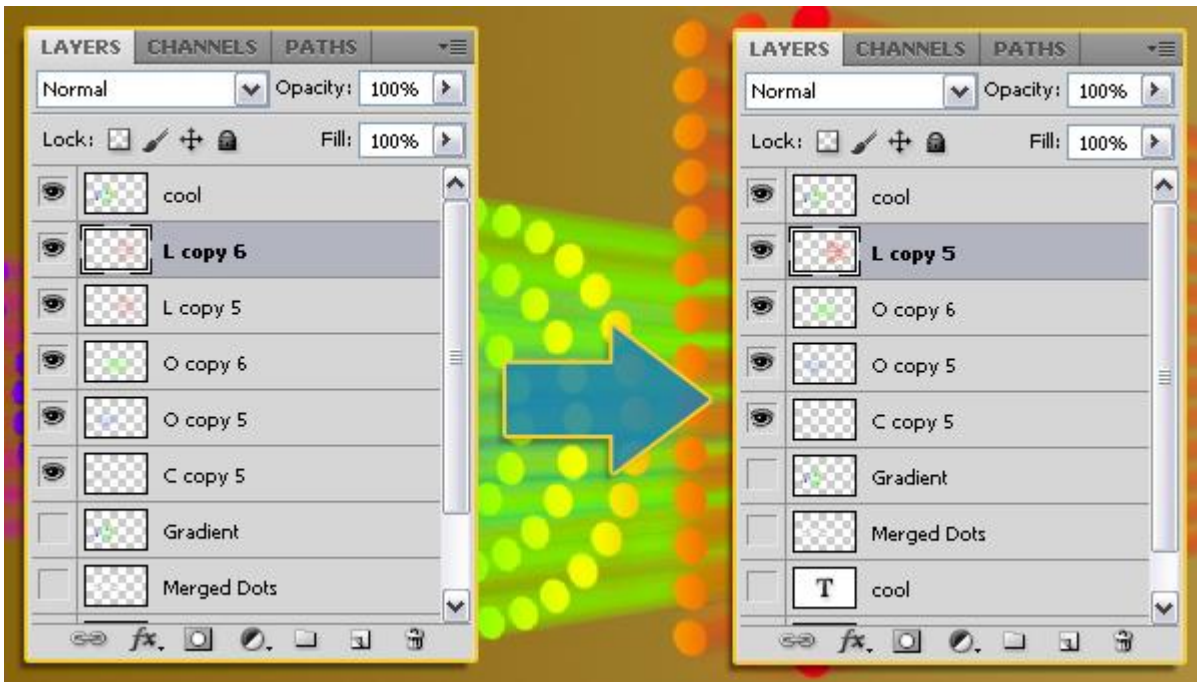 LAYERS CHANNELS PATHS
Normal Opacity: 100%
Lock: Fill: 100%
cool
L copy 6
L copy 5
O copy 6
O copy 5
C copy 5
Gradient
Merged Dots
fx.
LAYERS CHANNELS PATHS
Normal Opacity: 100%
Lock: Fill: 100%
cool
L copy 5
O copy 6
O copy 5
C copy 5
Gradient
Merged Dots
T cool
fx.